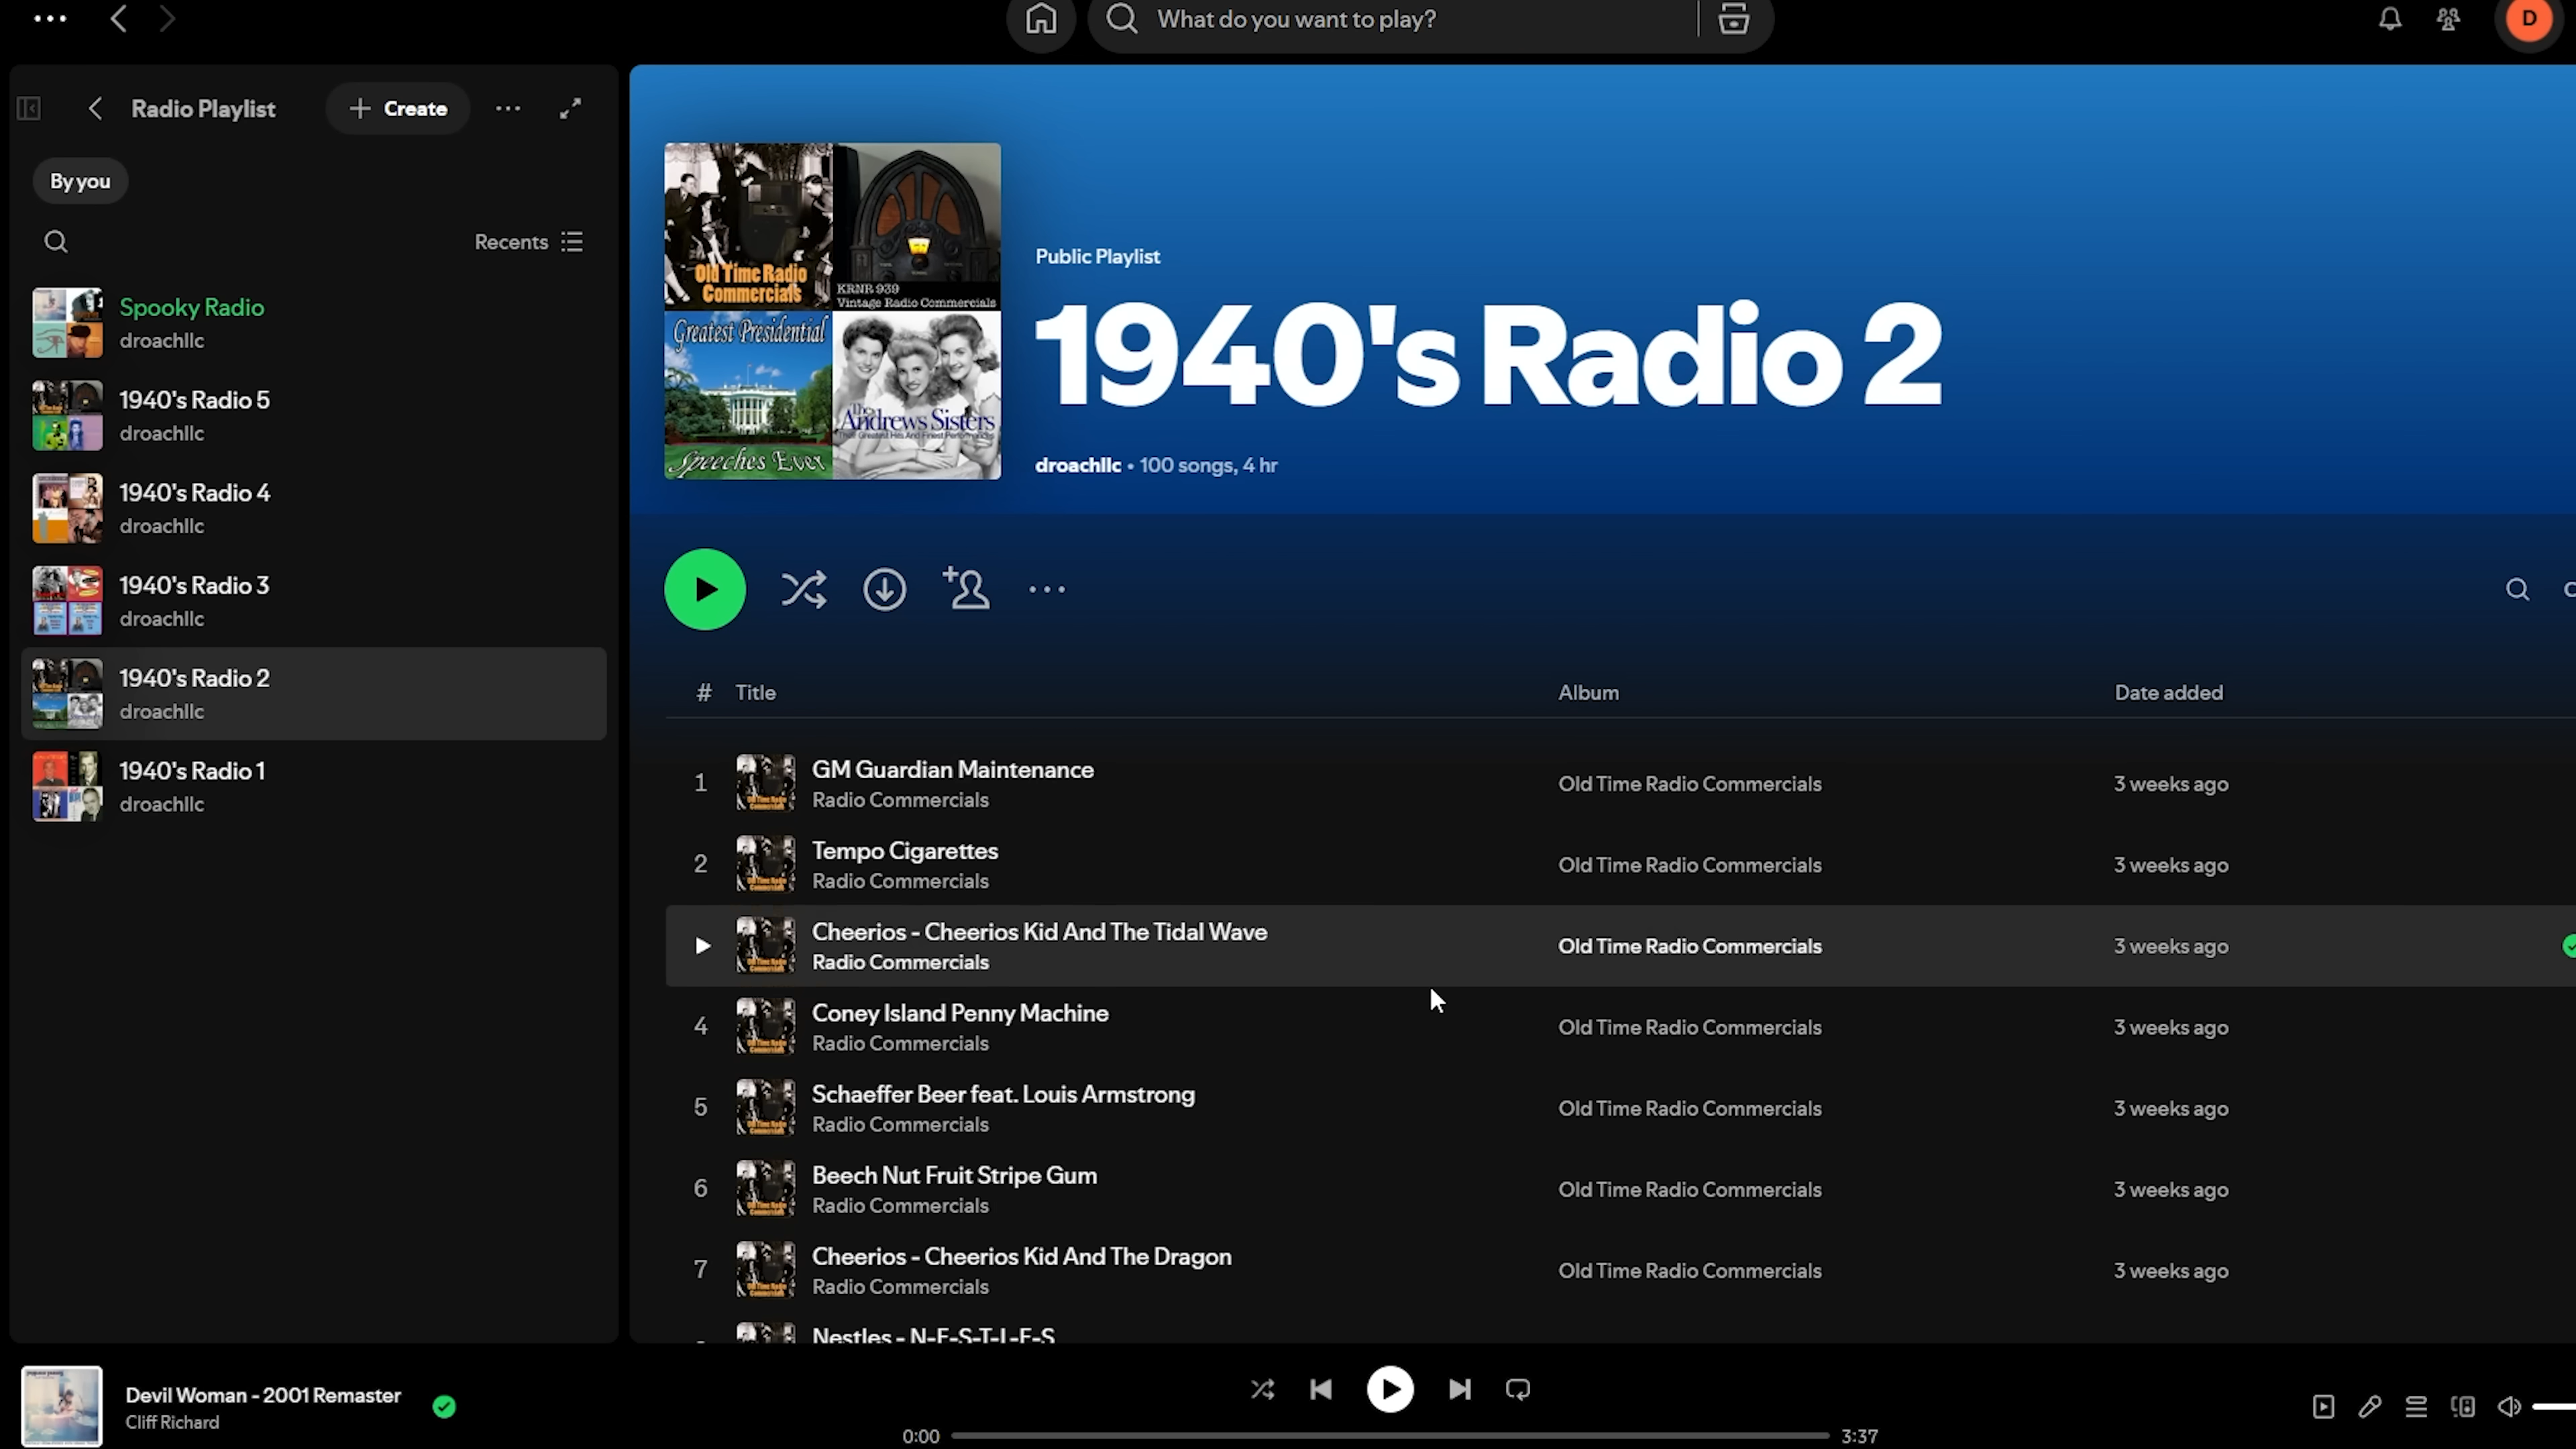 What do you want to play?
D
Radio Playlist
Create
By you
Recents
Spooky Radio
droachllc
1940's Radio 5
droachllc
1940's Radio 4
droachllc
1940's Radio 3
droachllc
1940's Radio 2
droachllc
1940's Radio 1
droachllc
Old Time Radio
Commercials
KRNR 939
Vintage Radio Commercials
Greatest Presidential
Speeches Ever
The
Andrews Sisters
Public Playlist
1940's Radio 2
droachllc • 100 songs, 4 hr
# Title Album Date added
1 GM Guardian Maintenance Old Time Radio Commercials 3 weeks ago
Radio Commercials
2 Tempo Cigarettes Old Time Radio Commercials 3 weeks ago
Radio Commercials
Cheerios - Cheerios Kid And The Tidal Wave Old Time Radio Commercials 3 weeks ago
Radio Commercials
4 Coney Island Penny Machine Old Time Radio Commercials 3 weeks ago
Radio Commercials
5 Schaeffer Beer feat. Louis Armstrong Old Time Radio Commercials 3 weeks ago
Radio Commercials
6 Beech Nut Fruit Stripe Gum Old Time Radio Commercials 3 weeks ago
Radio Commercials
7 Cheerios - Cheerios Kid And The Dragon Old Time Radio Commercials 3 weeks ago
Radio Commercials
Nestles - N-E-S-T-L-E-S
Devil Woman - 2001 Remaster
Cliff Richard
0:00 3:37